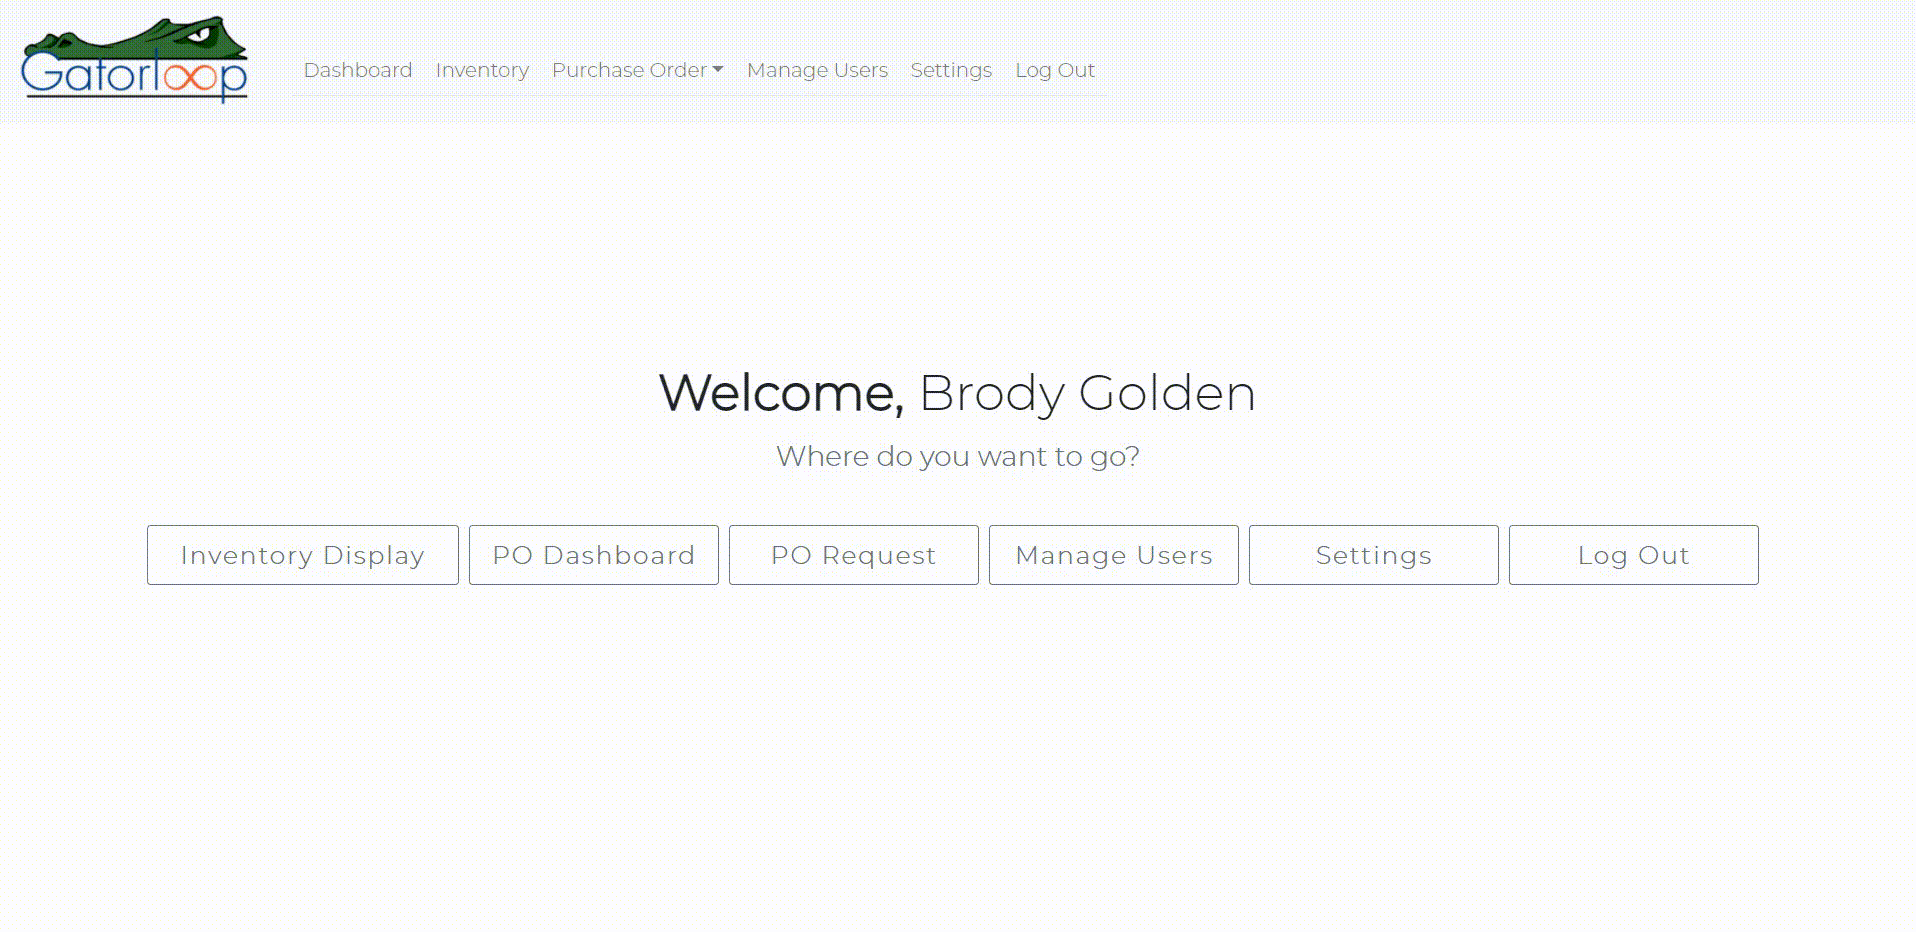 Gatorloop
Dashboard Inventory Purchase Order Manage Users Settings Log Out
Welcome, Brody Golden
Where do you want to go?
Inventory Display PO Dashboard PO Request Manage Users Settings Log Out